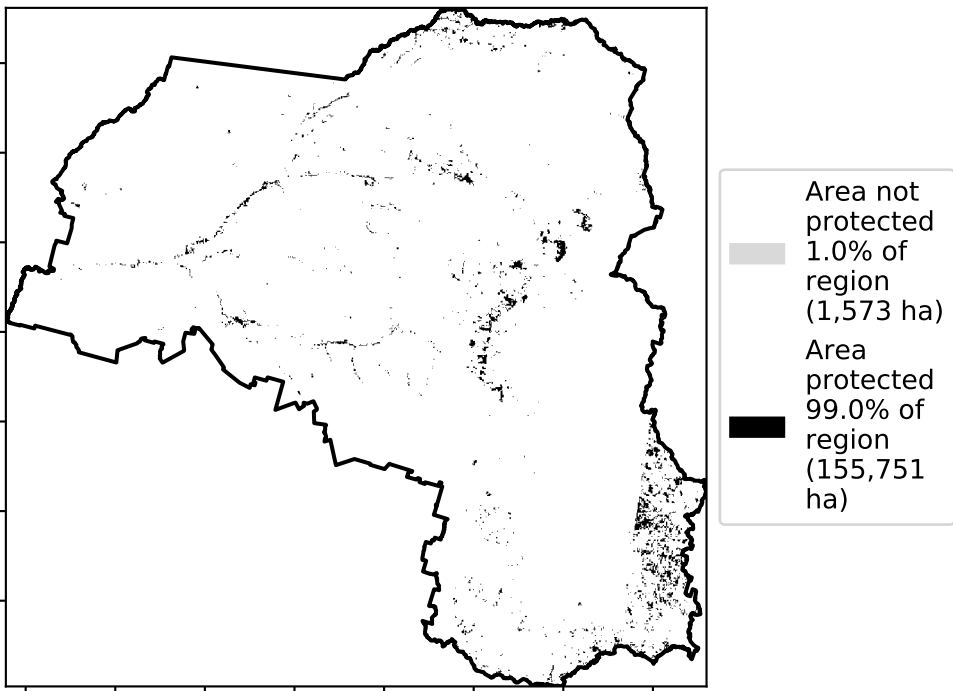 Area not
protected
1.0% of
region
(1,573 ha)
Area
protected
99.0% of
region
(155,751
ha)